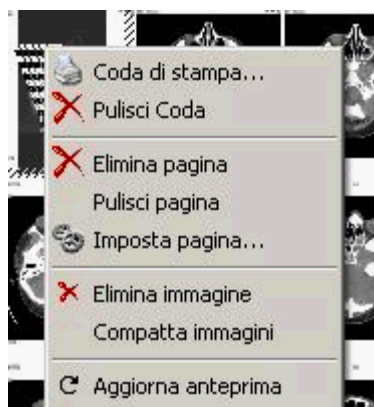 Coda di stampa...
Pulisci Coda
Elimina pagina
Pulisci pagina
Imposta pagina...
Elimina immagine
Compatta immagini
Aggiorna anteprima